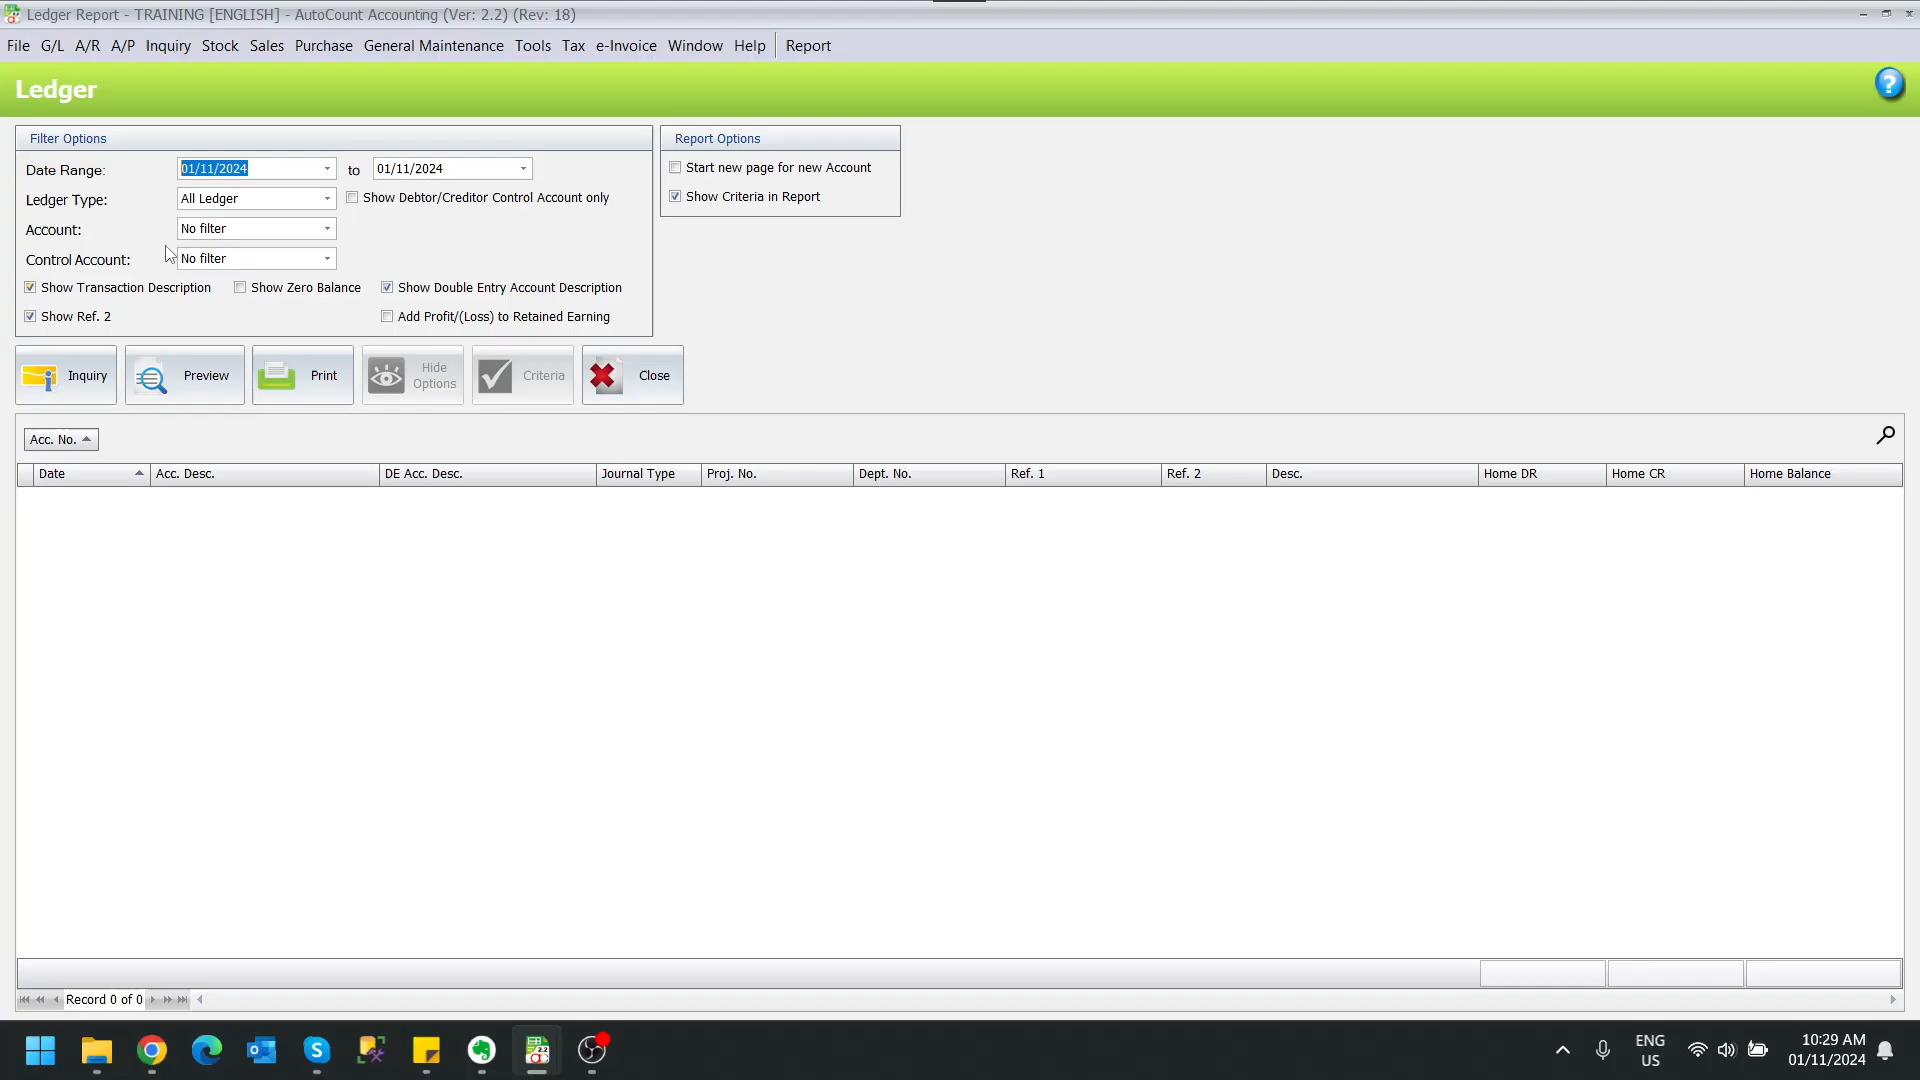 Ledger Report - TRAINING [ENGLISH] - AutoCount Accounting (Ver: 2.2) (Rev: 18)
File G/L A/R A/P Inquiry Stock Sales Purchase General Maintenance Tools Tax e-Invoice Window Help Report
Ledger
Filter Options
Date Range: 01/11/2024 to 01/11/2024
Ledger Type: All Ledger Show Debtor/Creditor Control Account only
Account: No filter
Control Account: No filter
Show Transaction Description Show Zero Balance Show Double Entry Account Description
Show Ref. 2 Add Profit/(Loss) to Retained Earning
Report Options
Start new page for new Account
Show Criteria in Report
Inquiry Preview Print Hide Options Criteria Close
Acc. No.
Date Acc. Desc. DE Acc. Desc. Journal Type Proj. No. Dept. No. Ref. 1 Ref. 2 Desc. Home DR Home CR Home Balance
Record 0 of 0
ENG
US
10:29 AM
01/11/2024